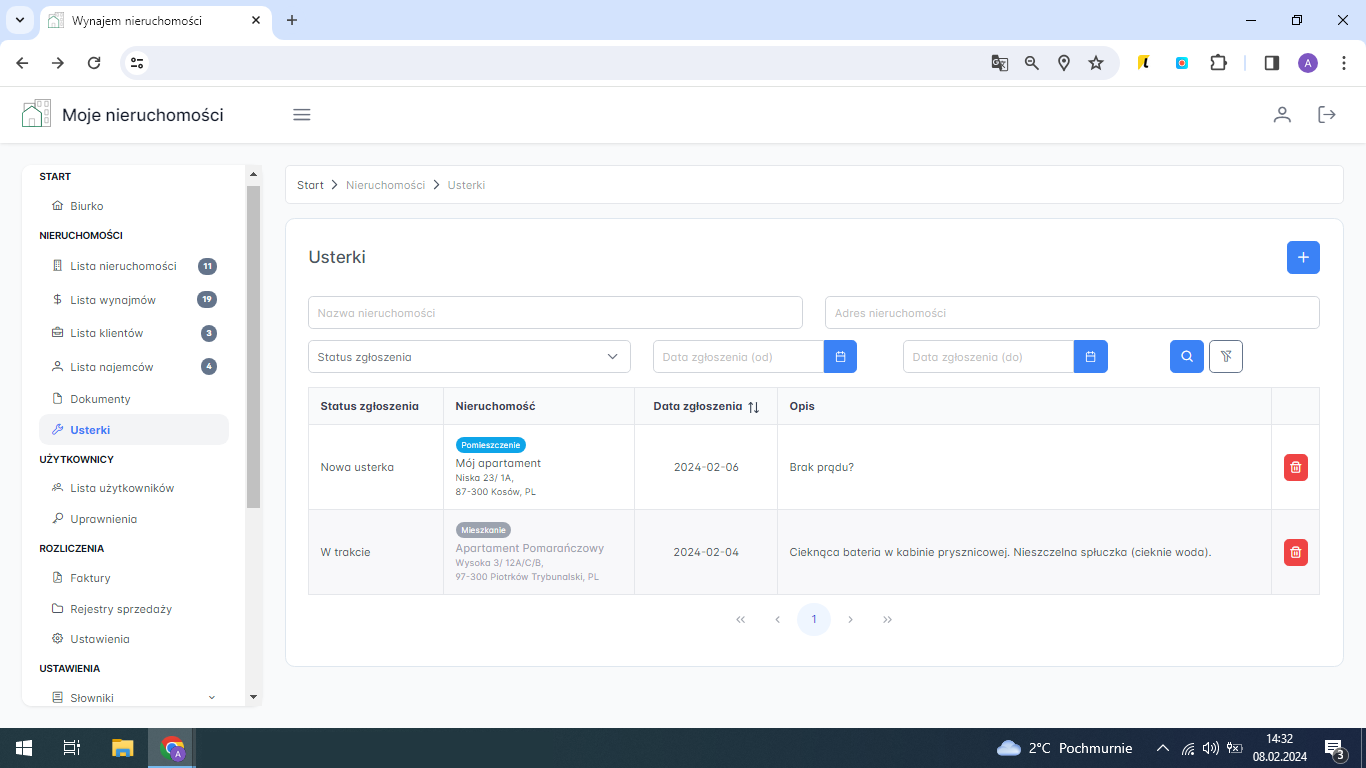 Wynajem nieruchomości
A
Moje nieruchomości
START
Biurko
NIERUCHOMOŚCI
Lista nieruchomości 11
Lista wynajmów 19
Lista klientów 3
Lista najemców 4
Dokumenty
Usterki
UŻYTKOWNICY
Lista użytkowników
Uprawnienia
ROZLICZENIA
Faktury
Rejestry sprzedaży
Ustawienia
USTAWIENIA
Słowniki
Start > Nieruchomości > Usterki
Usterki
Nazwa nieruchomości Adres nieruchomości
Status zgłoszenia Data zgłoszenia (od) Data zgłoszenia (do)
Status zgłoszenia Nieruchomość Data zgłoszenia Opis
Pomieszczenie
Nowa usterka Mój apartament 2024-02-06 Brak prądu?
Niska 23/ 1A,
87-300 Kosów, PL
Mieszkanie
W trakcie Apartament Pomarańczowy 2024-02-04 Cieknąca bateria w kabinie prysznicowej. Nieszczelna spłuczka (cieknie woda).
Wysoka 3/ 12A/C/B,
97-300 Piotrków Trybunalski, PL
« ‹ 1 › »
A
2°C Pochmurnie
14:32
08.02.2024
3